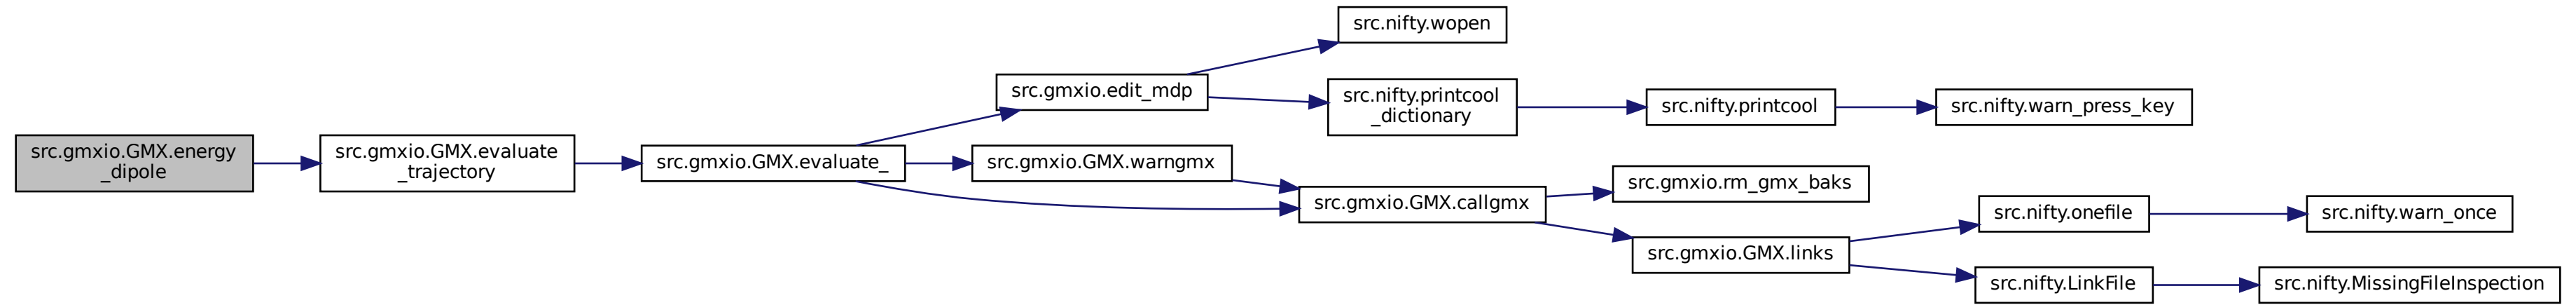 src.gmxio.GMX.energy
_dipole
src.gmxio.GMX.evaluate
_trajectory
src.gmxio.GMX.evaluate_
src.gmxio.edit_mdp
src.nifty.wopen
src.nifty.printcool
_dictionary
src.nifty.printcool
src.nifty.warn_press_key
src.gmxio.GMX.warngmx
src.gmxio.GMX.callgmx
src.gmxio.rm_gmx_baks
src.gmxio.GMX.links
src.nifty.onefile
src.nifty.warn_once
src.nifty.LinkFile
src.nifty.MissingFileInspection